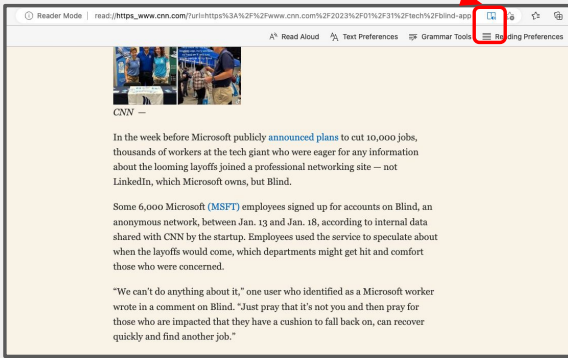 Reader Mode | read://https_www.cnn.com/?url=https%3A%2F%2Fwww.cnn.com%2F2023%2F01%2F31%2Ftech%2Fblind-app
Read Aloud Text Preferences Grammar Tools Reading Preferences
CNN —
In the week before Microsoft publicly announced plans to cut 10,000 jobs,
thousands of workers at the tech giant who were eager for any information
about the looming layoffs joined a professional networking site — not
LinkedIn, which Microsoft owns, but Blind.
Some 6,000 Microsoft (MSFT) employees signed up for accounts on Blind, an
anonymous network, between Jan. 13 and Jan. 18, according to internal data
shared with CNN by the startup. Employees used the service to speculate about
when the layoffs would come, which departments might get hit and comfort
those who were concerned.
“We can’t do anything about it,” one user who identified as a Microsoft worker
wrote in a comment on Blind. “Just pray that it’s not you and then pray for
those who are impacted that they have a cushion to fall back on, can recover
quickly and find another job.”